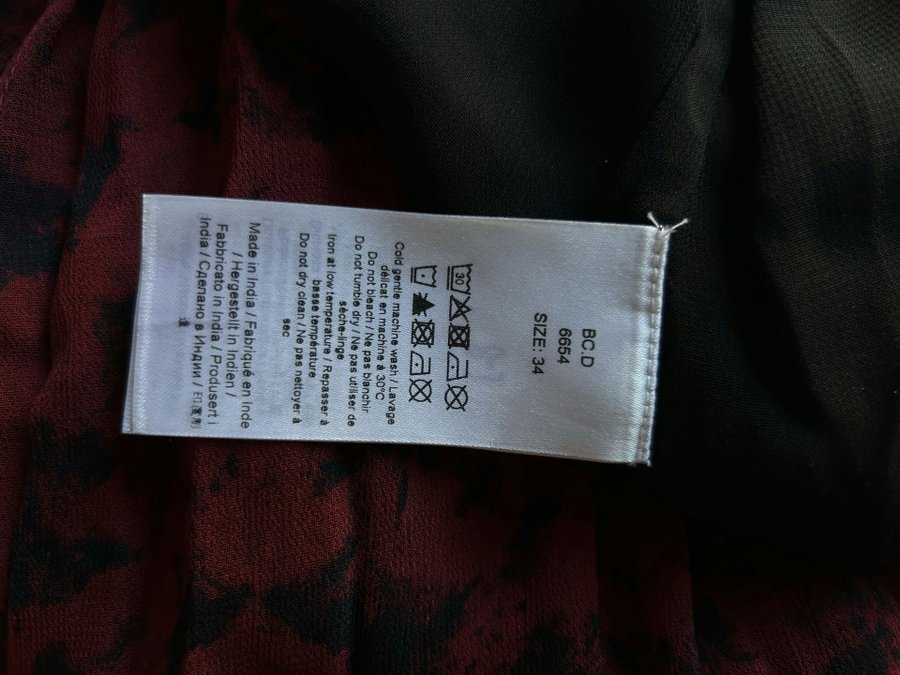 BC.D
6654
SIZE: 34
30
Cold gentle machine wash / Lavage
délicat en machine à 30°C
Do not bleach / Ne pas blanchir
Do not tumble dry / Ne pas utiliser de
sèche-linge
Iron at low temperature / Repasser à
basse température
Do not dry clean / Ne pas nettoyer à
sec
Made in India / Fabriqué en Inde
/ Hergestellt in Indien /
Fabbricato in India / Produsert i
India / Сделано в Индии / 印度